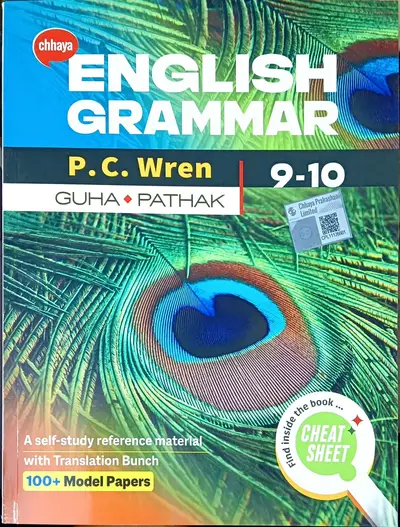 chhaya
ENGLISH
GRAMMAR
P. C. Wren
9-10
GUHA ♦ PATHAK
Chhaya Prakashani
Limited
Find inside the book ...
CHEAT
SHEET
A self-study reference material
with Translation Bunch
100+ Model Papers